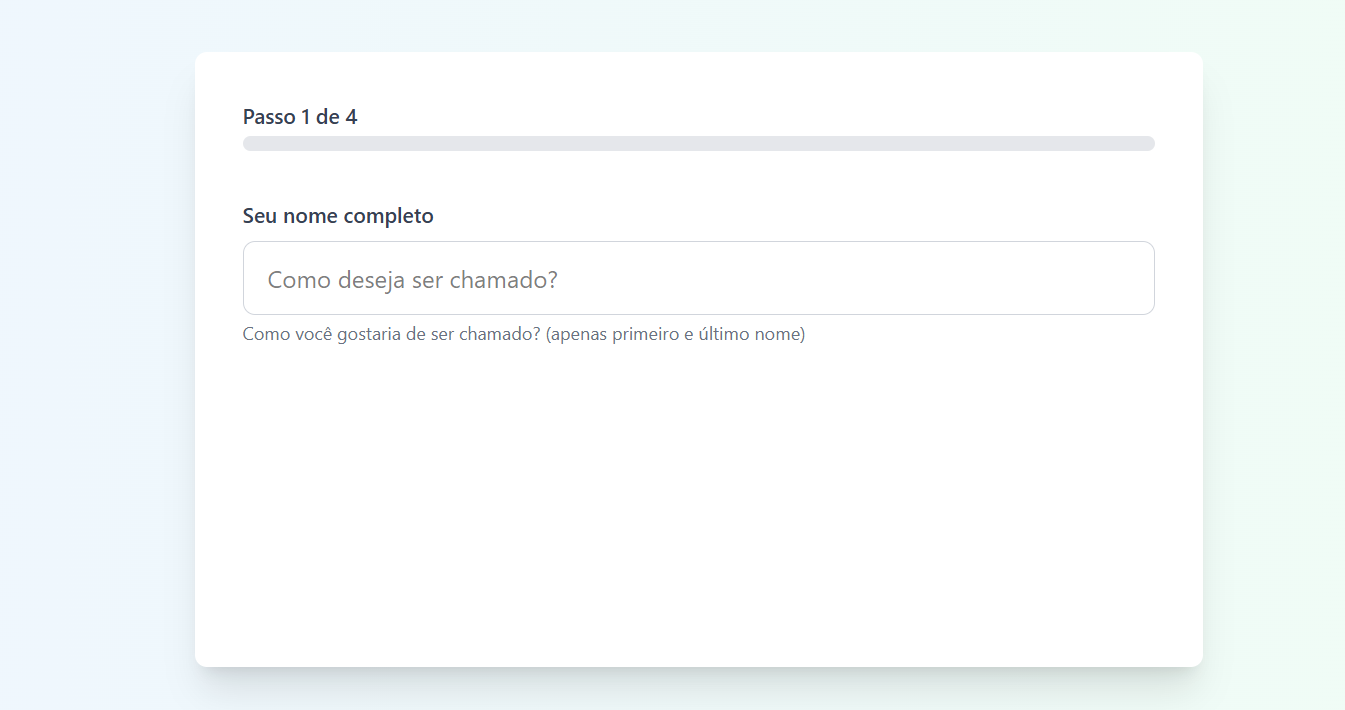 Passo 1 de 4
Seu nome completo
Como deseja ser chamado?
Como você gostaria de ser chamado? (apenas primeiro e último nome)